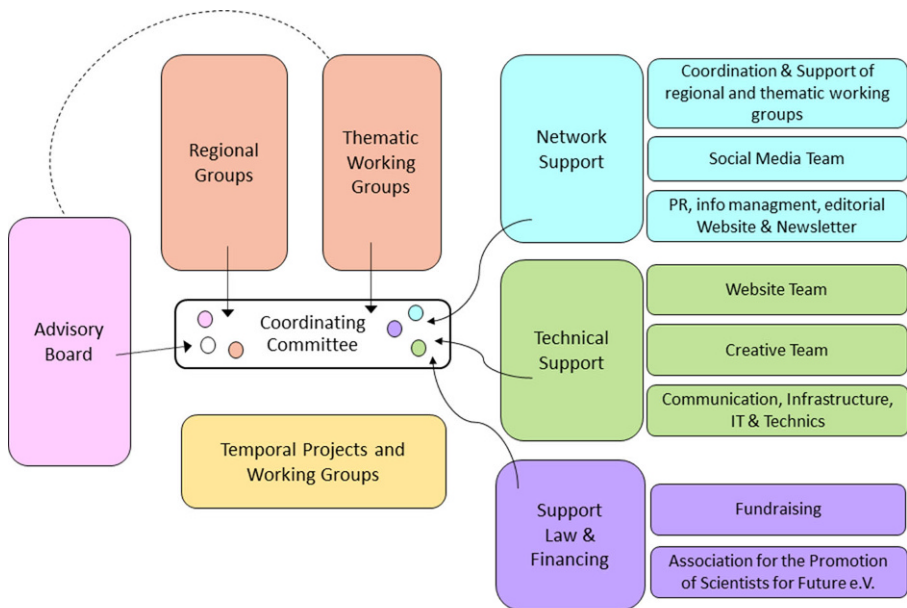 Regional
Groups
Thematic
Working
Groups
Network
Support
Coordination & Support of
regional and thematic working
groups
Social Media Team
PR, info managment, editorial
Website & Newsletter
Advisory
Board
Coordinating
Committee
Technical
Support
Website Team
Creative Team
Communication, Infrastructure,
IT & Technics
Temporal Projects and
Working Groups
Support
Law &
Financing
Fundraising
Association for the Promotion
of Scientists for Future e.V.